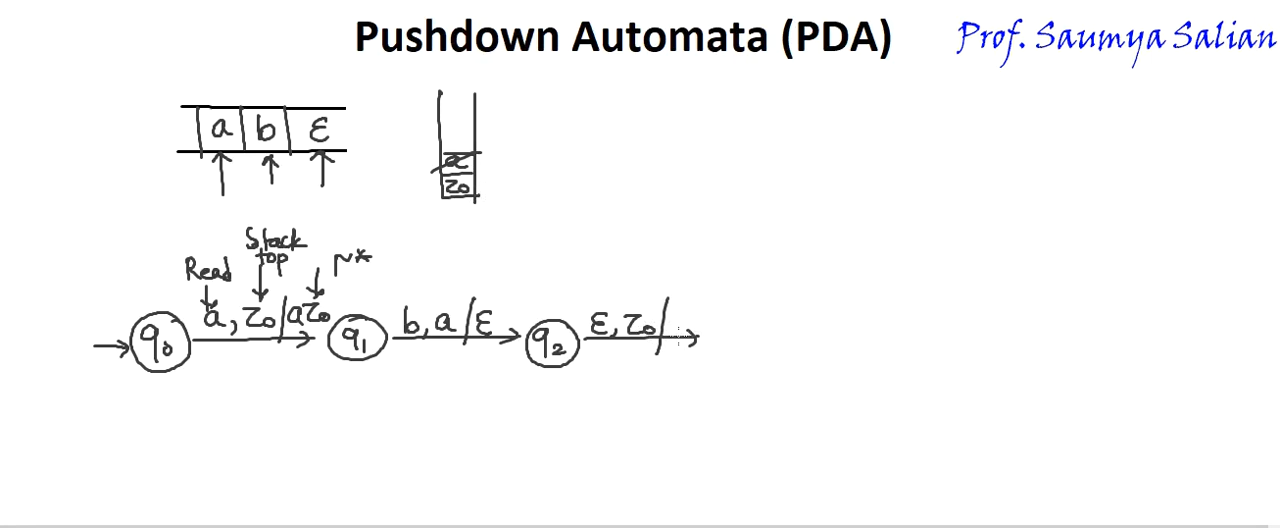 Pushdown Automata (PDA)
Prof. Saumya Salian
a b ε
a
z₀
Stack
top
Read
Γ*
a, z₀/az₀
b, a/ε
ε, z₀/
q₀
q₁
q₂